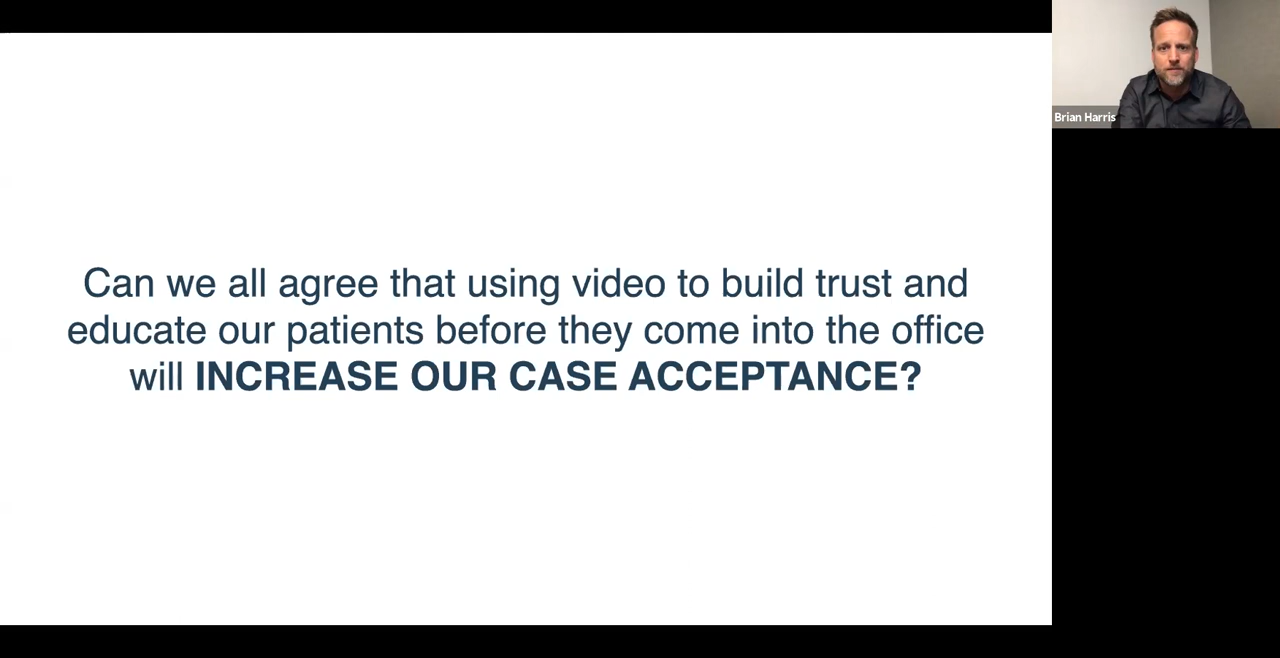 Can we all agree that using video to build trust and
educate our patients before they come into the office
will INCREASE OUR CASE ACCEPTANCE?
Brian Harris